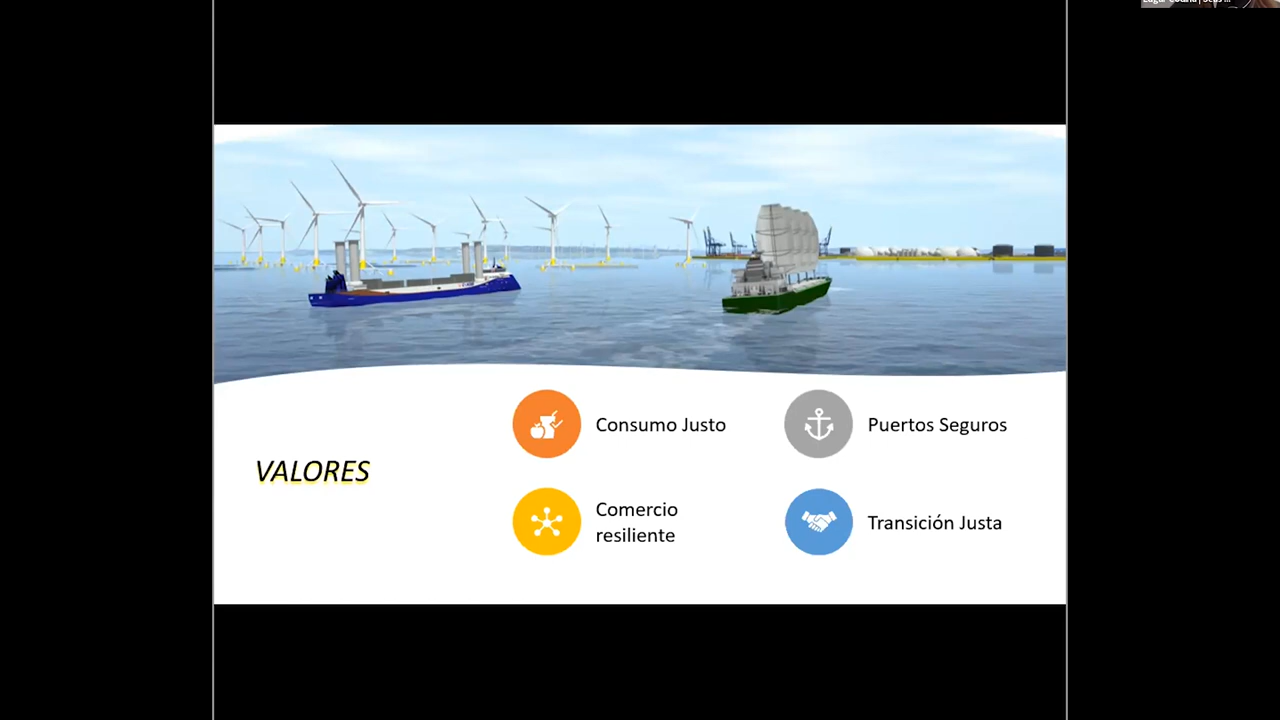 VALORES
Consumo Justo
Puertos Seguros
Comercio
resiliente
Transición Justa